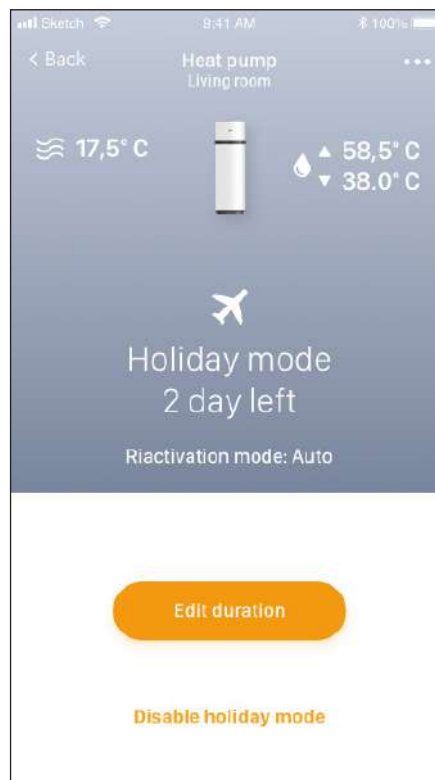 Sketch 9:41 AM 100%
< Back Heat pump
Living room
17,5° C
▲ 58,5° C
▼ 38.0° C
Holiday mode
2 day left
Riactivation mode: Auto
Edit duration
Disable holiday mode